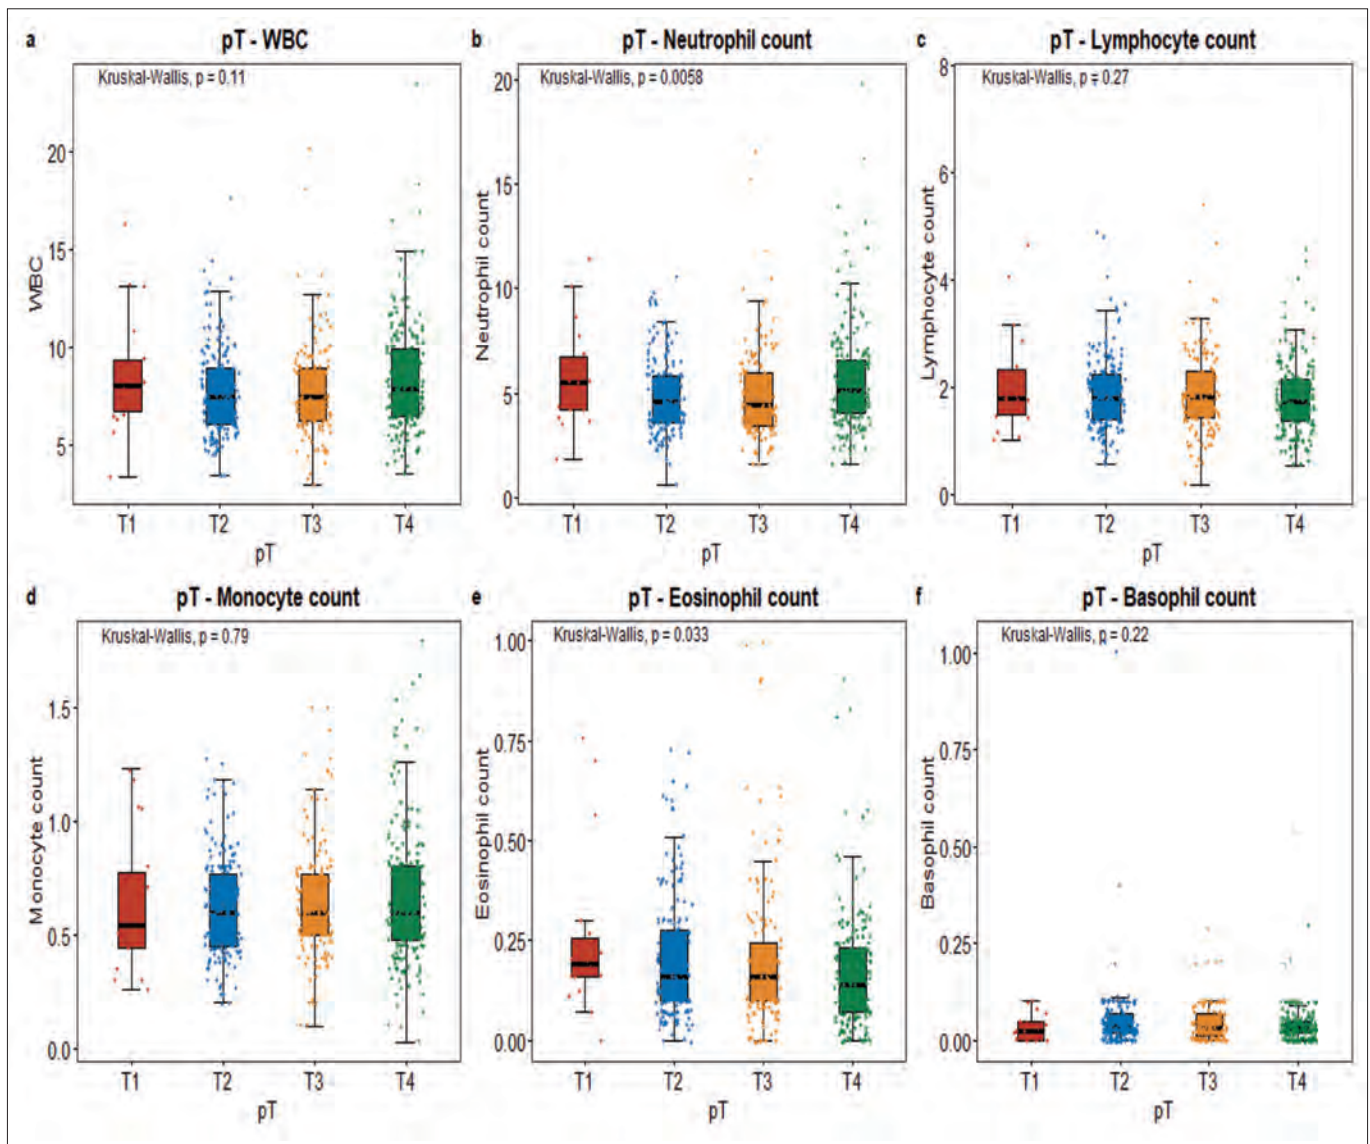 a pT - WBC
Kruskal-Wallis, p = 0.11
WBC
20
15
10
5
T1 T2 T3 T4
pT
b pT - Neutrophil count
Kruskal-Wallis, p = 0.0058
Neutrophil count
20
15
10
5
0
T1 T2 T3 T4
pT
c pT - Lymphocyte count
Kruskal-Wallis, p = 0.27
Lymphocyte count
8
6
4
2
0
T1 T2 T3 T4
pT
d pT - Monocyte count
Kruskal-Wallis, p = 0.79
Monocyte count
1.5
1.0
0.5
0.0
T1 T2 T3 T4
pT
e pT - Eosinophil count
Kruskal-Wallis, p = 0.033
Eosinophil count
1.00
0.75
0.50
0.25
0.00
T1 T2 T3 T4
pT
f pT - Basophil count
Kruskal-Wallis, p = 0.22
Basophil count
1.00
0.75
0.50
0.25
0.00
T1 T2 T3 T4
pT